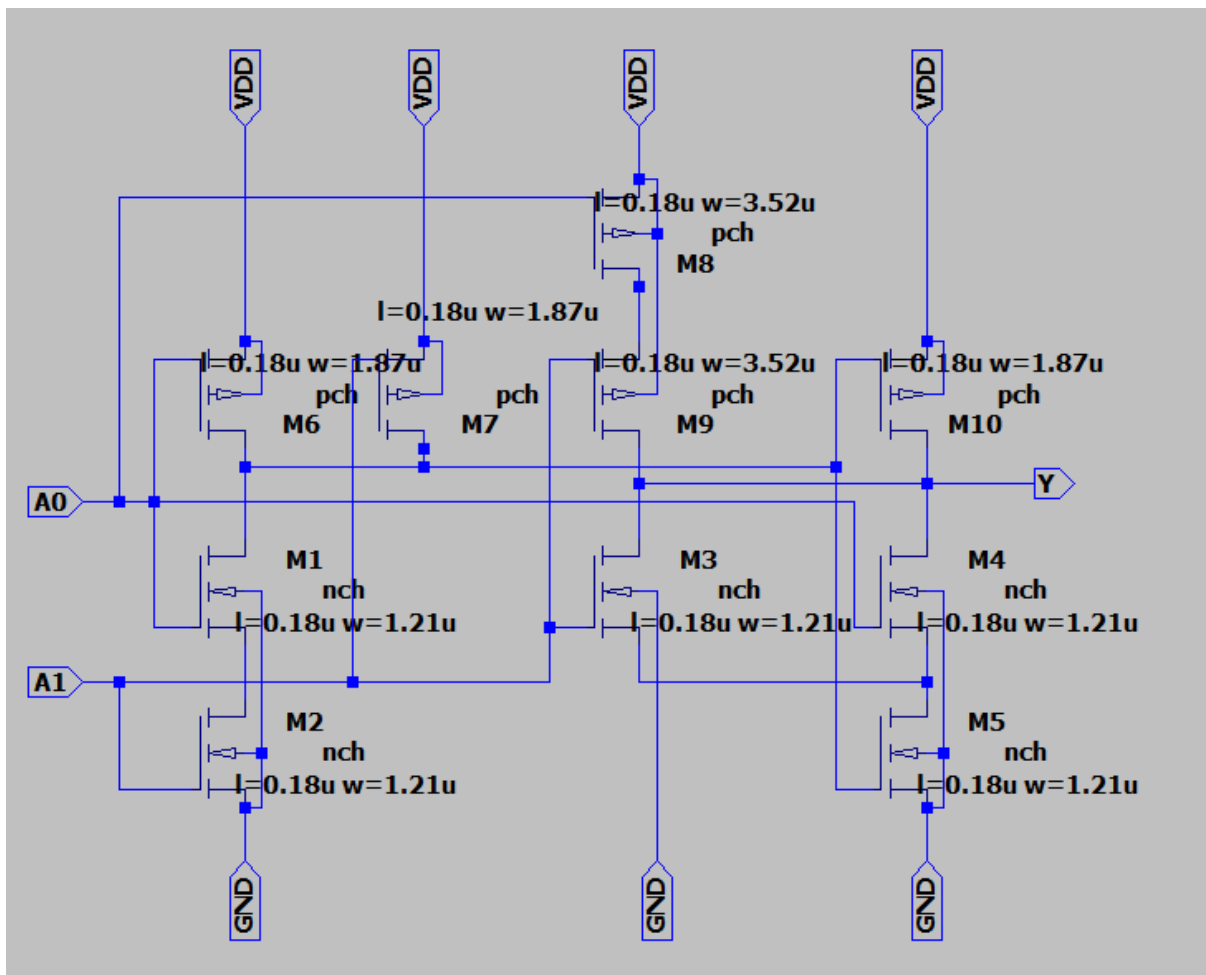 VDD
VDD
VDD
VDD
l=0.18u w=3.52u
pch
M8
l=0.18u w=1.87u
l=0.18u w=1.87u
pch
M6
pch
M7
l=0.18u w=3.52u
pch
M9
l=0.18u w=1.87u
pch
M10
A0
Y
M1
nch
l=0.18u w=1.21u
M3
nch
l=0.18u w=1.21u
M4
nch
l=0.18u w=1.21u
A1
M2
nch
l=0.18u w=1.21u
M5
nch
l=0.18u w=1.21u
GND
GND
GND